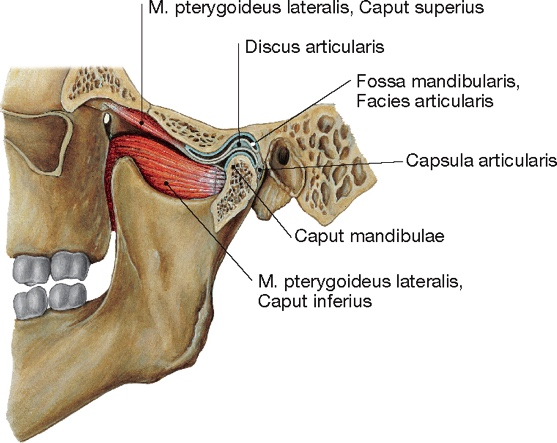 M. pterygoideus lateralis, Caput superius
Discus articularis
Fossa mandibularis,
Facies articularis
Capsula articularis
Caput mandibulae
M. pterygoideus lateralis,
Caput inferius